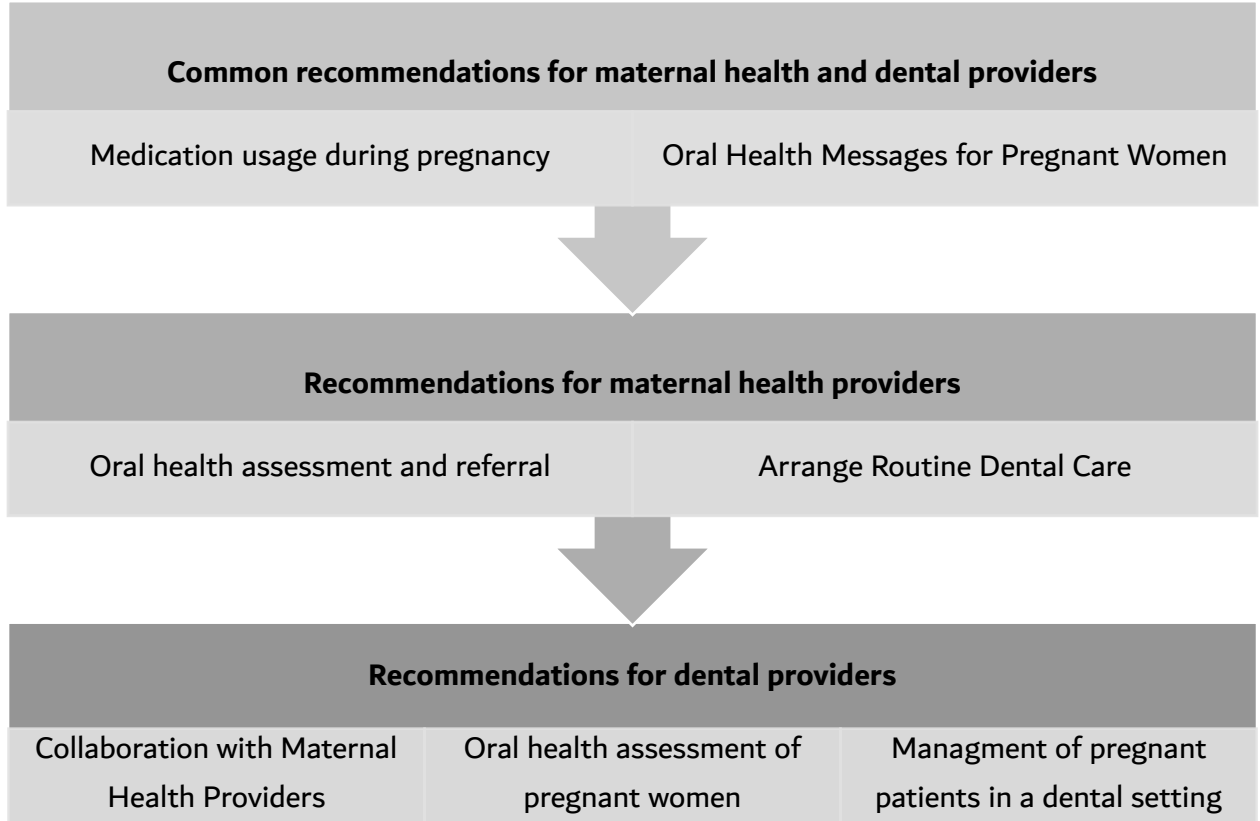 Common recommendations for maternal health and dental providers
Medication usage during pregnancy
Oral Health Messages for Pregnant Women
Recommendations for maternal health providers
Oral health assessment and referral
Arrange Routine Dental Care
Recommendations for dental providers
Collaboration with Maternal
Health Providers
Oral health assessment of
pregnant women
Managment of pregnant
patients in a dental setting